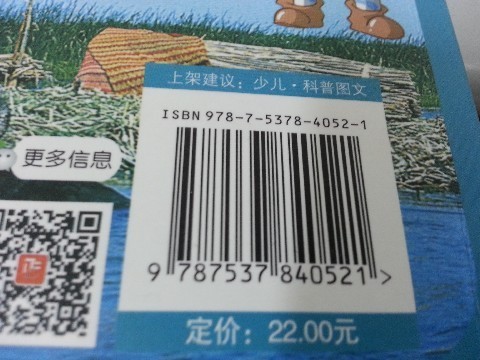 上架建议：少儿·科普图文
ISBN 978-7-5378-4052-1
更多信息
正
9 787537 840521 >
定价：22.00元